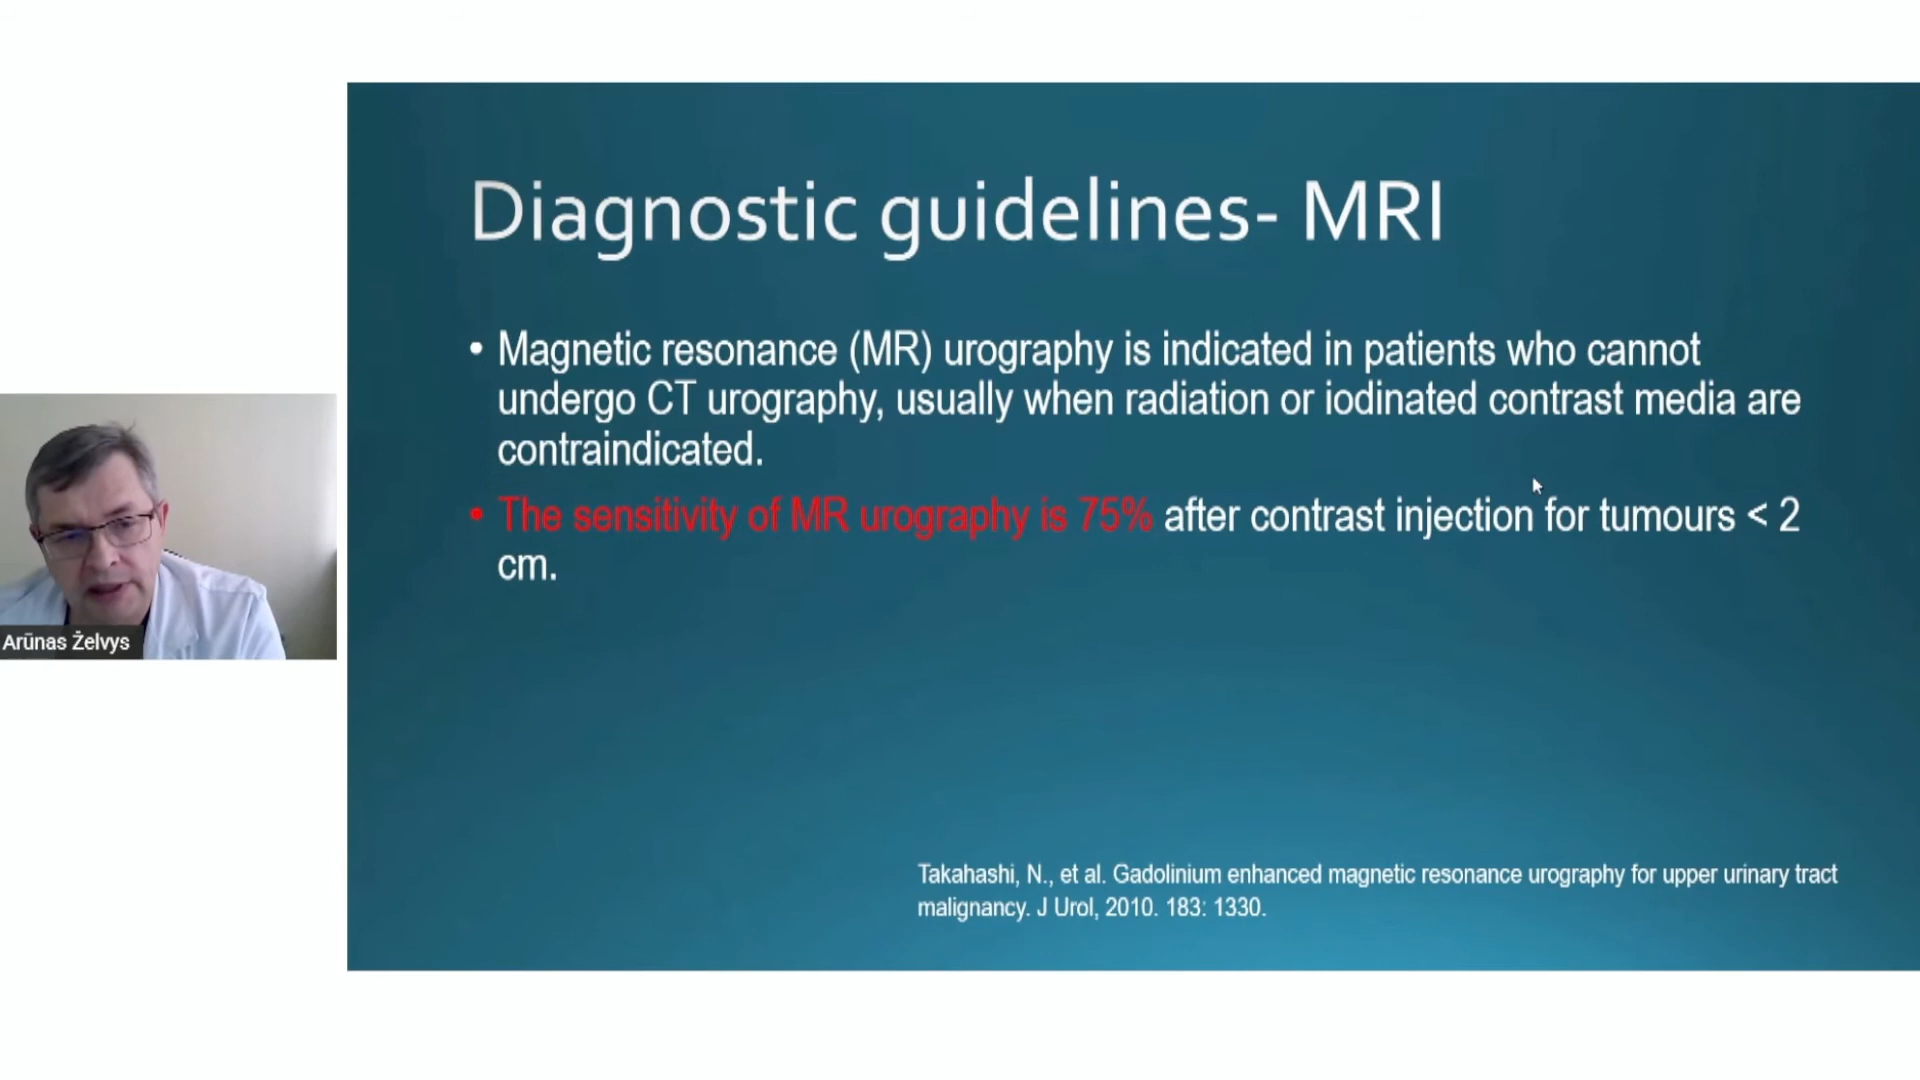 Diagnostic guidelines- MRI
• Magnetic resonance (MR) urography is indicated in patients who cannot
undergo CT urography, usually when radiation or iodinated contrast media are
contraindicated.
• The sensitivity of MR urography is 75% after contrast injection for tumours < 2
cm.
Arūnas Želvys
Takahashi, N., et al. Gadolinium enhanced magnetic resonance urography for upper urinary tract
malignancy. J Urol, 2010. 183: 1330.